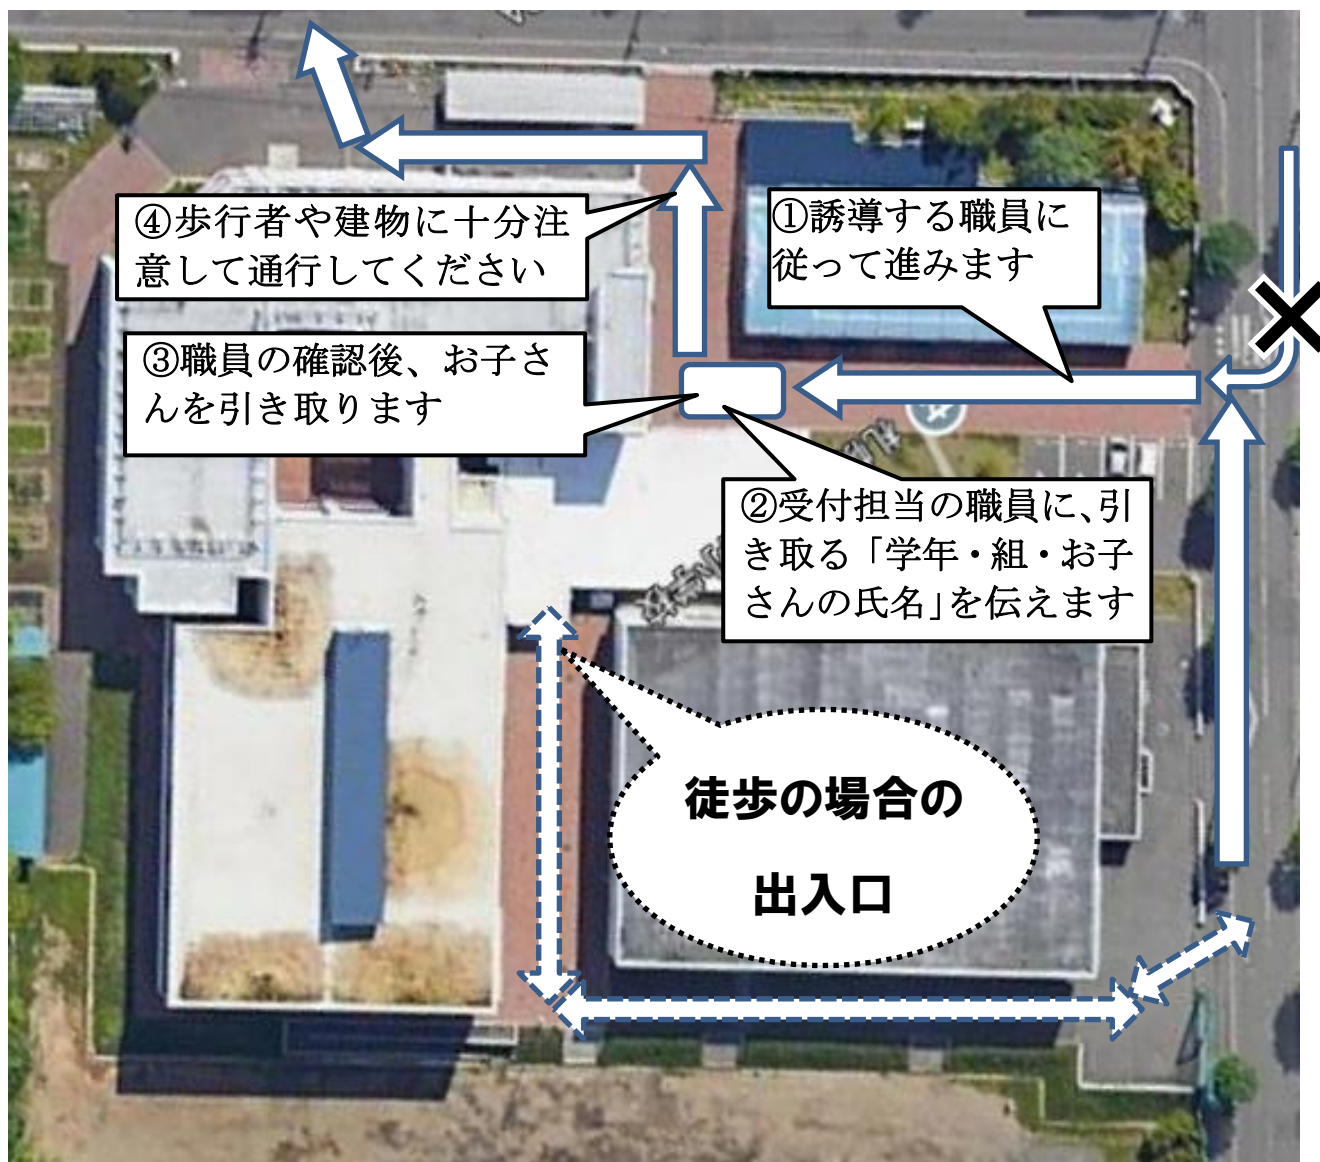 ①誘導する職員に
従って進みます
②受付担当の職員に、引
き取る「学年・組・お子
さんの氏名」を伝えます
③職員の確認後、お子さ
んを引き取ります
④歩行者や建物に十分注
意して通行してください
徒歩の場合の
出入口